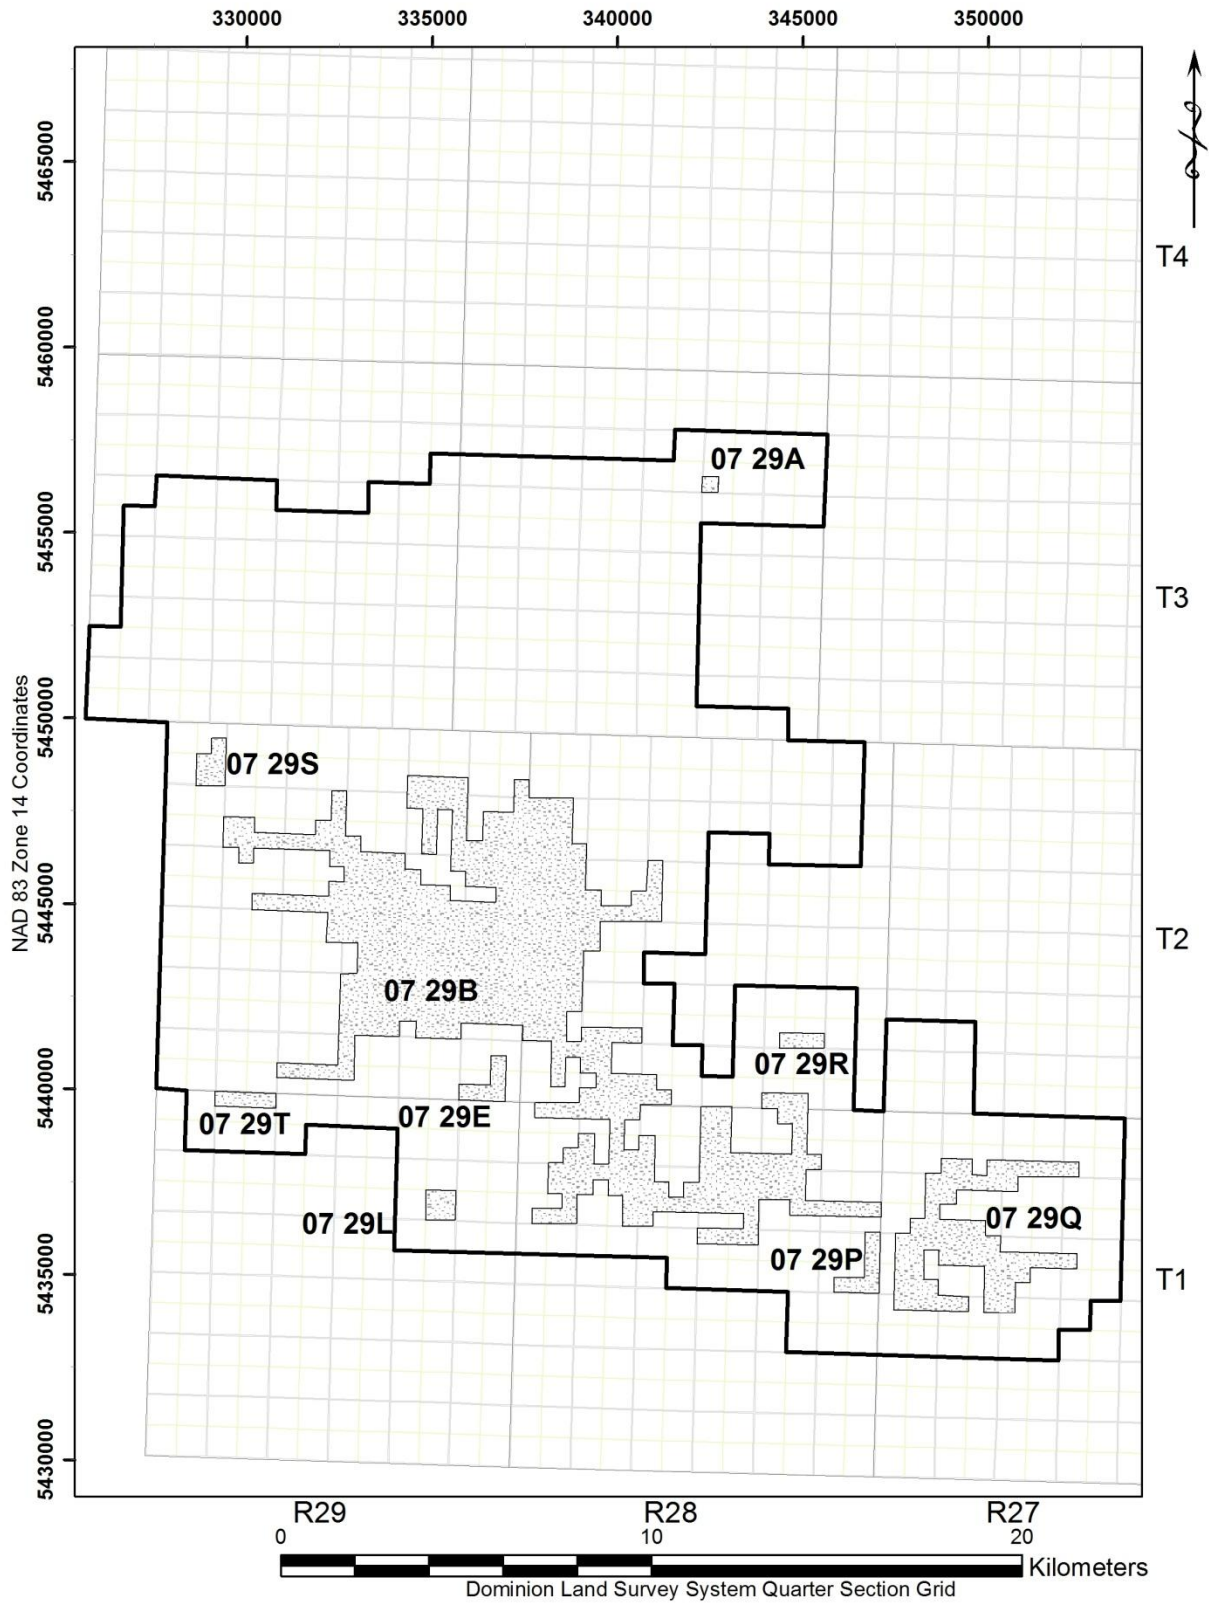 330000 335000 340000 345000 350000
5465000
T4
5460000
07 29A
5455000
T3
NAD 83 Zone 14 Coordinates
5450000
07 29S
5445000
T2
07 29B
07 29R
5440000
07 29T
07 29E
07 29L
07 29Q
07 29P
5435000
T1
5430000
R29 R28 R27
0 10 20
Kilometers
Dominion Land Survey System Quarter Section Grid